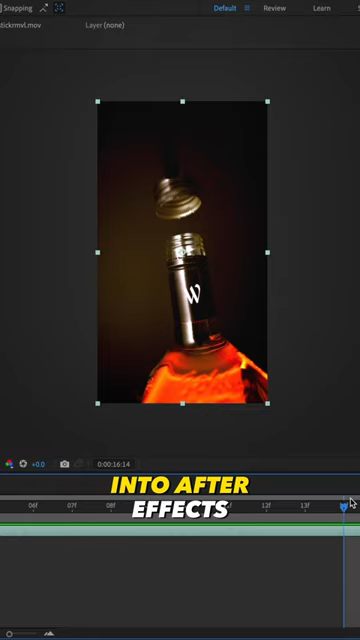 Snapping
Default
Review
Learn
stickrmvl.mov
Layer (none)
W
+0.0
0:00:16:14
INTO AFTER
EFFECTS
06f
07f
08f
12f
13f